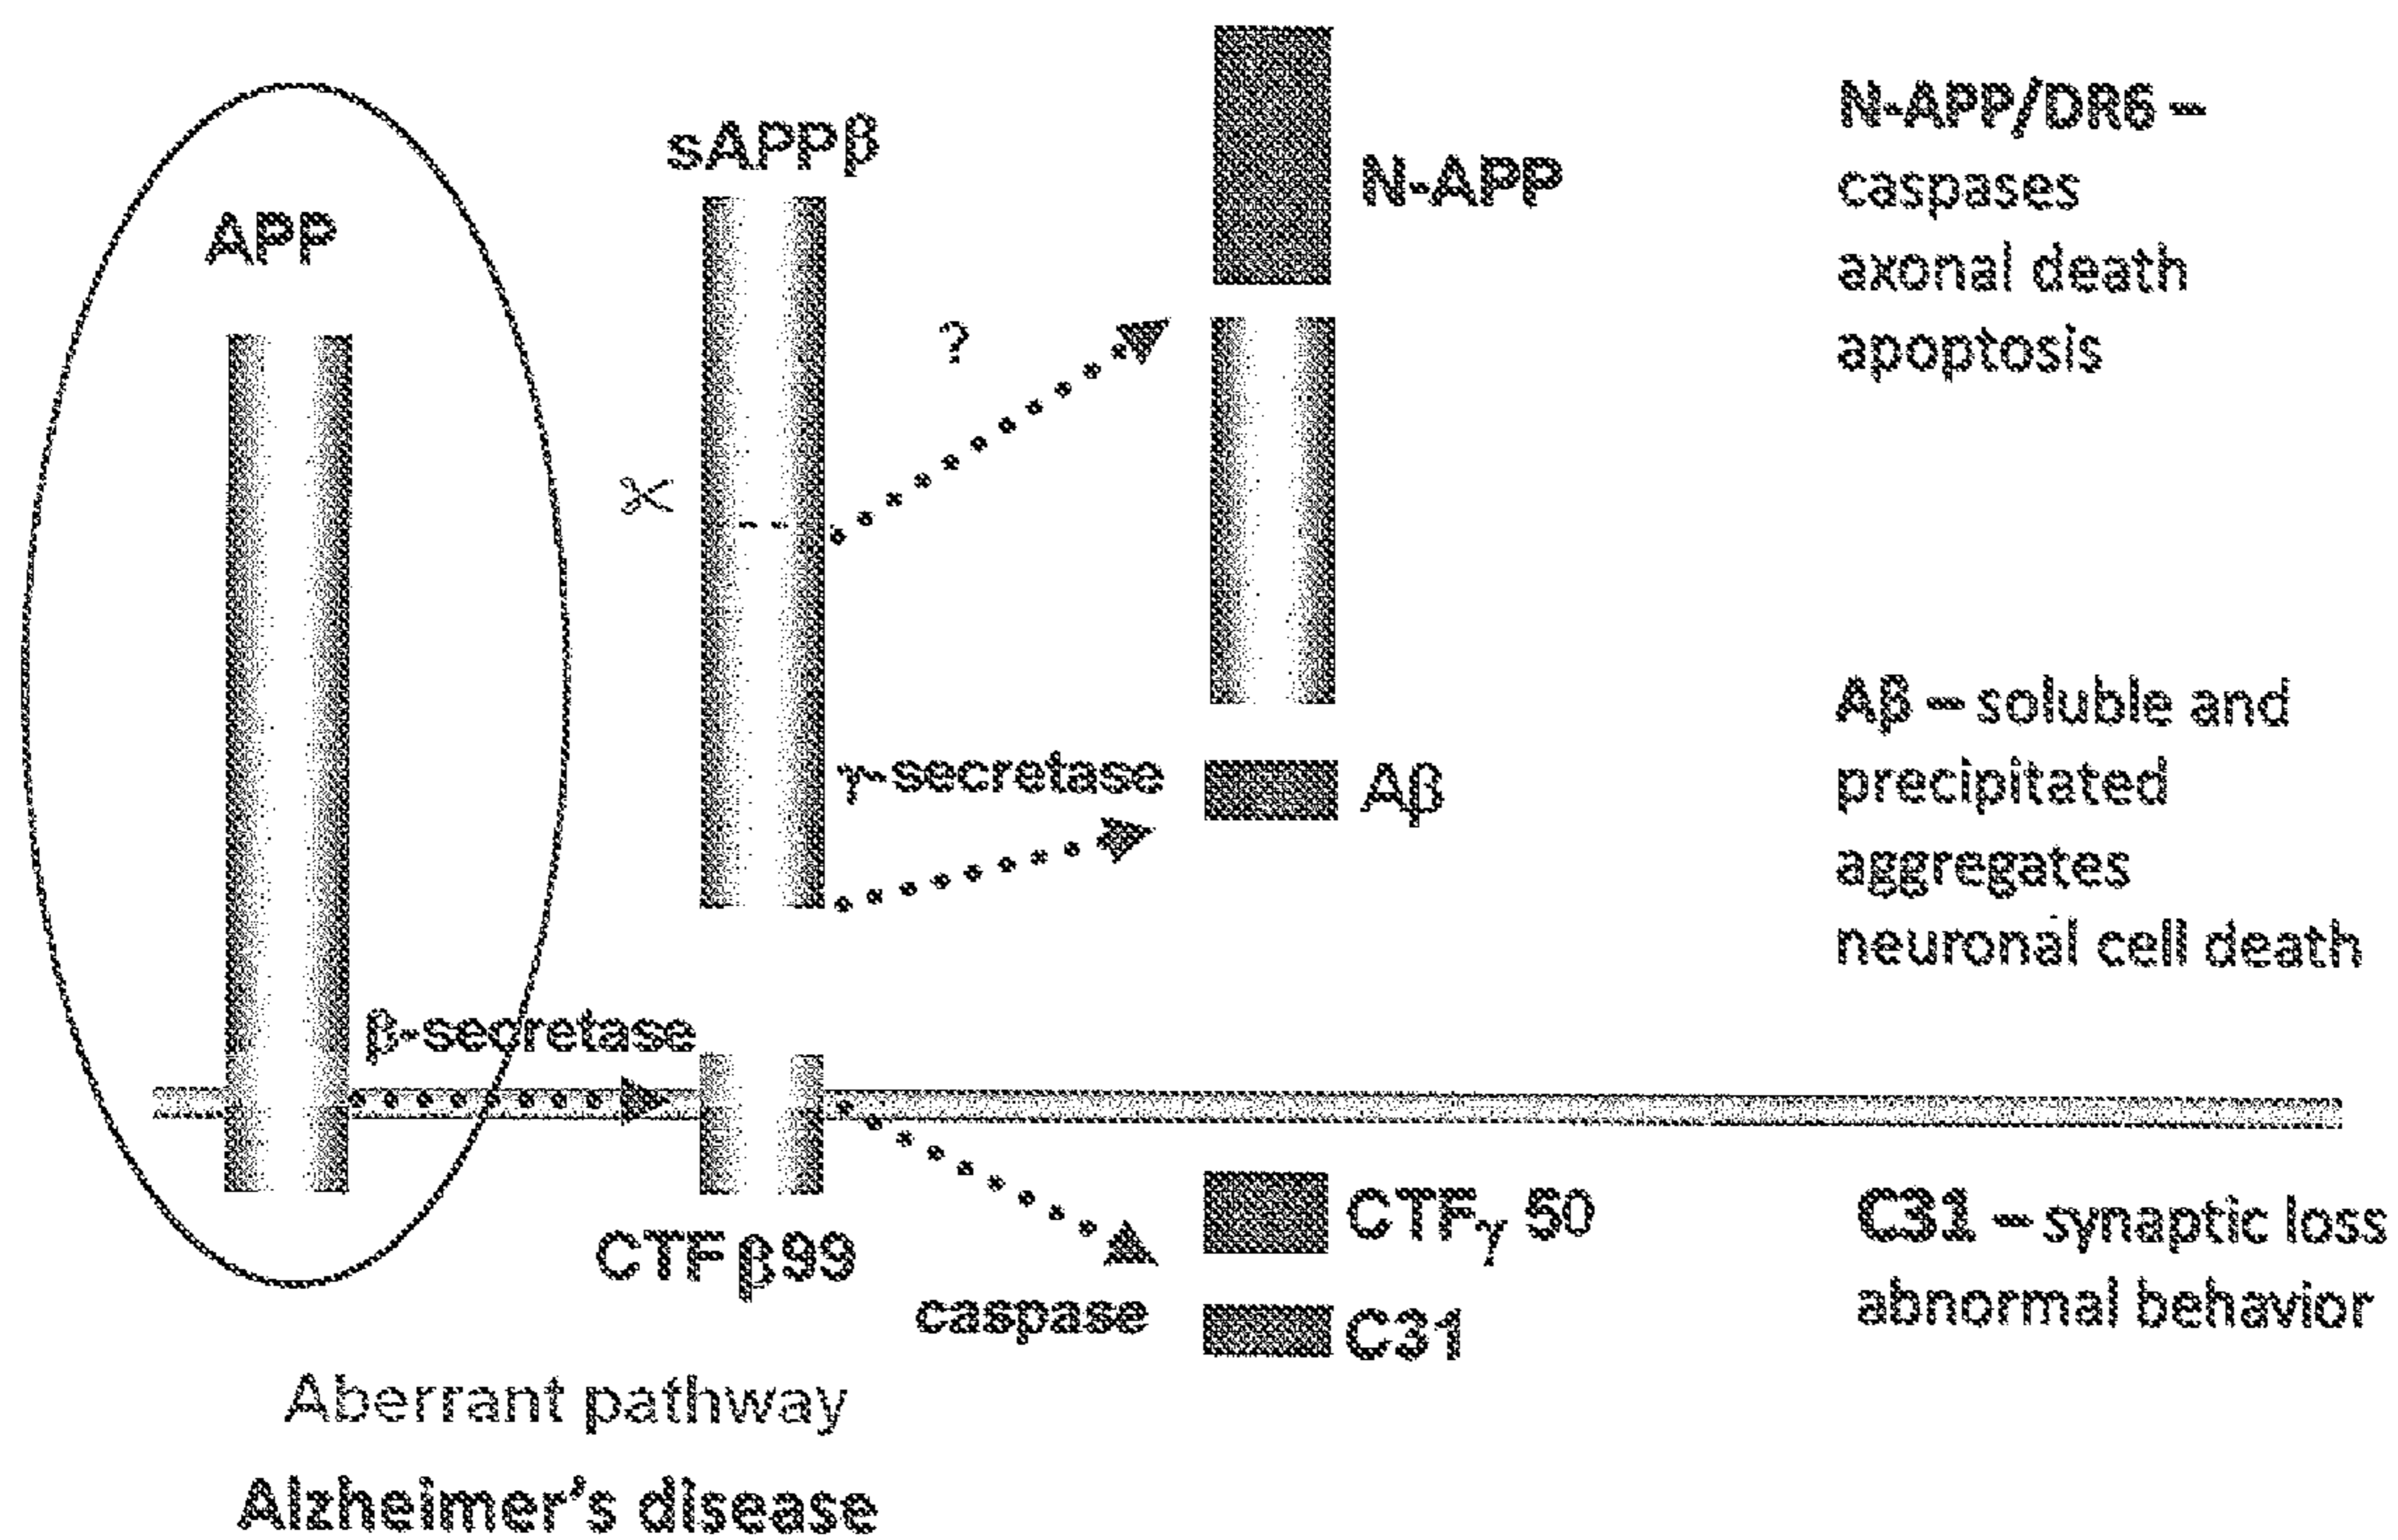 APP
sAPPβ
?
N-APP
γ-secretase
Aβ
β-secretase
CTFβ99
caspase
CTFγ 50
C31
N-APP/DR6 –
caspases
axonal death
apoptosis
Aβ – soluble and
precipitated
aggregates
neuronal cell death
C31 – synaptic loss
abnormal behavior
Aberrant pathway
Alzheimer's disease